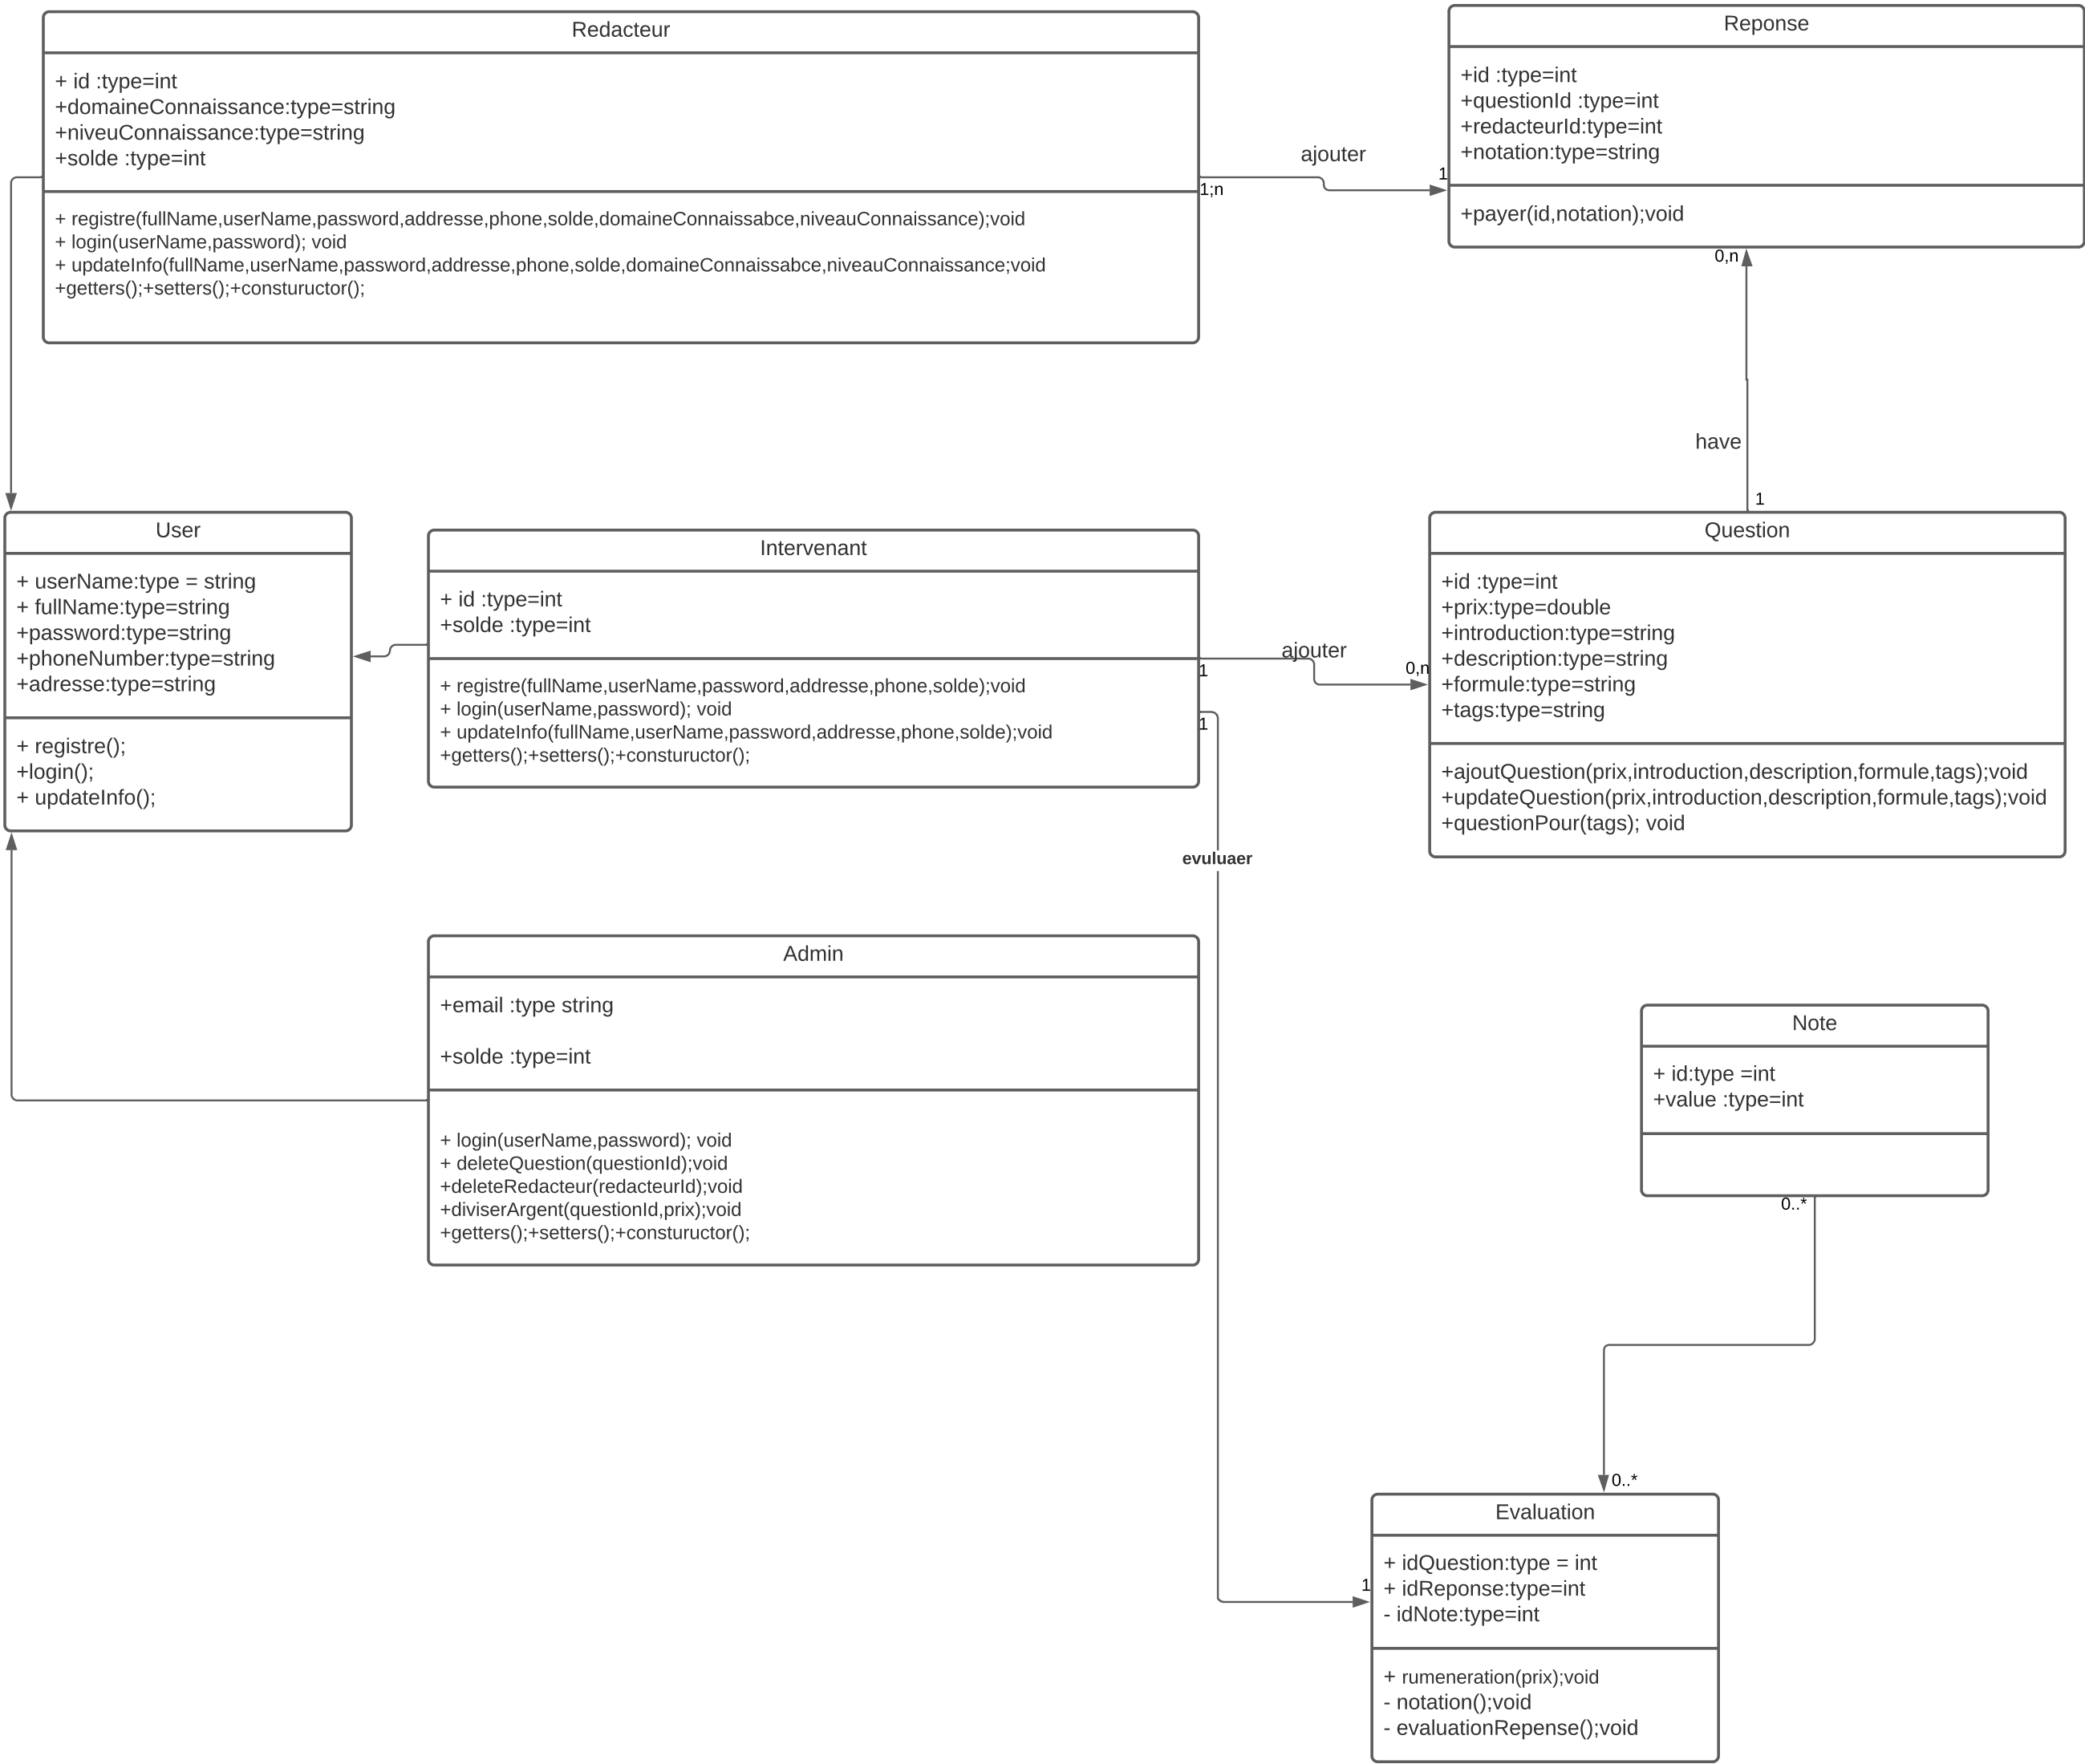 Redacteur
+ id :type=int
+domaineConnaissance:type=string
+niveuConnaissance:type=string
+solde :type=int
+ registre(fullName,userName,password,addresse,phone,solde,domaineConnaissabce,niveauConnaissance);void
+ login(userName,password); void
+ updateInfo(fullName,userName,password,addresse,phone,solde,domaineConnaissabce,niveauConnaissance;void
+getters();+setters();+constuructor();
1;n
ajouter
1
Reponse
+id :type=int
+questionId :type=int
+redacteurId:type=int
+notation:type=string
+payer(id,notation);void
0,n
have
1
User
+ userName:type = string
+ fullName:type=string
+password:type=string
+phoneNumber:type=string
+adresse:type=string
+ registre();
+login();
+ updateInfo();
Intervenant
+ id :type=int
+solde :type=int
+ registre(fullName,userName,password,addresse,phone,solde);void
+ login(userName,password); void
+ updateInfo(fullName,userName,password,addresse,phone,solde);void
+getters();+setters();+constuructor();
1
ajouter
0,n
1
evuluaer
1
Question
+id :type=int
+prix:type=double
+introduction:type=string
+description:type=string
+formule:type=string
+tags:type=string
+ajoutQuestion(prix,introduction,description,formule,tags);void
+updateQuestion(prix,introduction,description,formule,tags);void
+questionPour(tags); void
Admin
+email :type string
+solde :type=int
+ login(userName,password); void
+ deleteQuestion(questionId);void
+deleteRedacteur(redacteurId);void
+diviserArgent(questionId,prix);void
+getters();+setters();+constuructor();
Note
+ id:type =int
+value :type=int
0..*
0..*
Evaluation
+ idQuestion:type = int
+ idReponse:type=int
- idNote:type=int
+ rumeneration(prix);void
- notation();void
- evaluationRepense();void